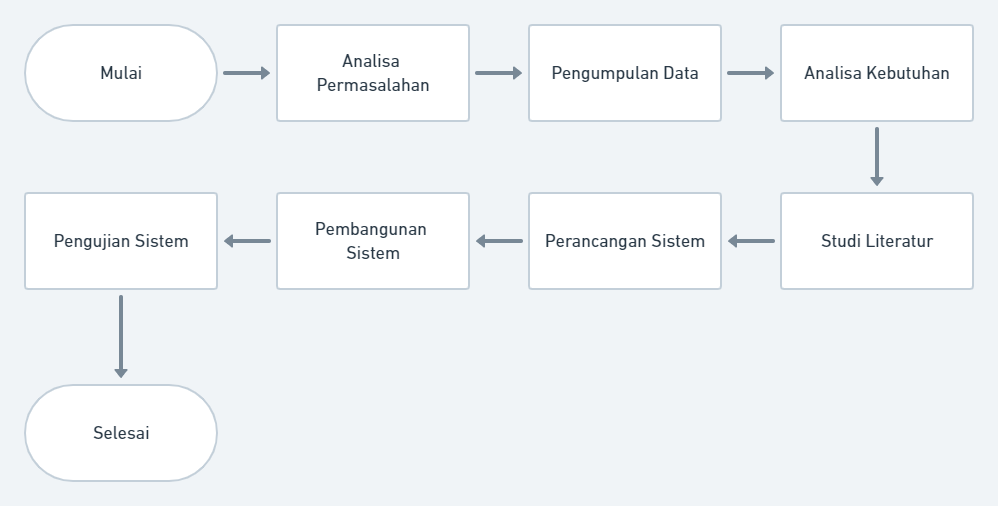 Mulai
Analisa
Permasalahan
Pengumpulan Data
Analisa Kebutuhan
Studi Literatur
Perancangan Sistem
Pembangunan
Sistem
Pengujian Sistem
Selesai